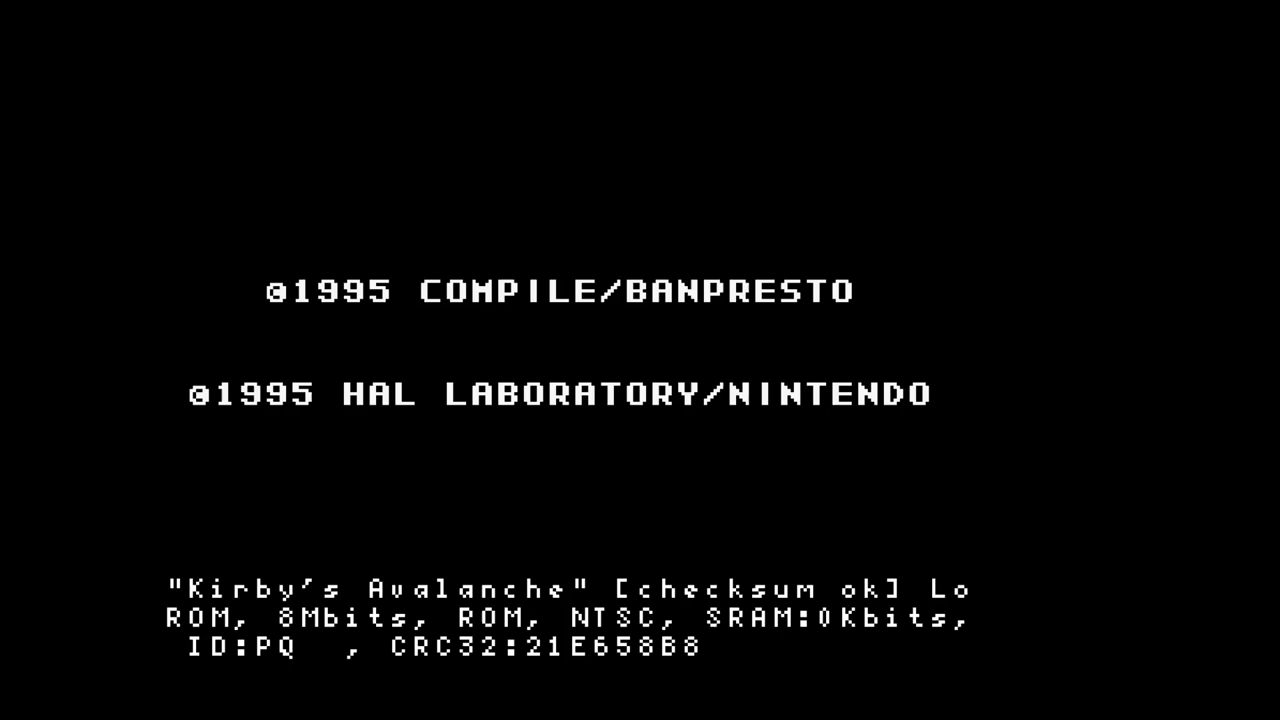 @1995 COMPILE/BANPRESTO
@1995 HAL LABORATORY/NINTENDO
"Kirby's Avalanche" [checksum ok] Lo
ROM, 8Mbits, ROM, NTSC, SRAM:0Kbits,
ID:PQ  , CRC32:21E658B8